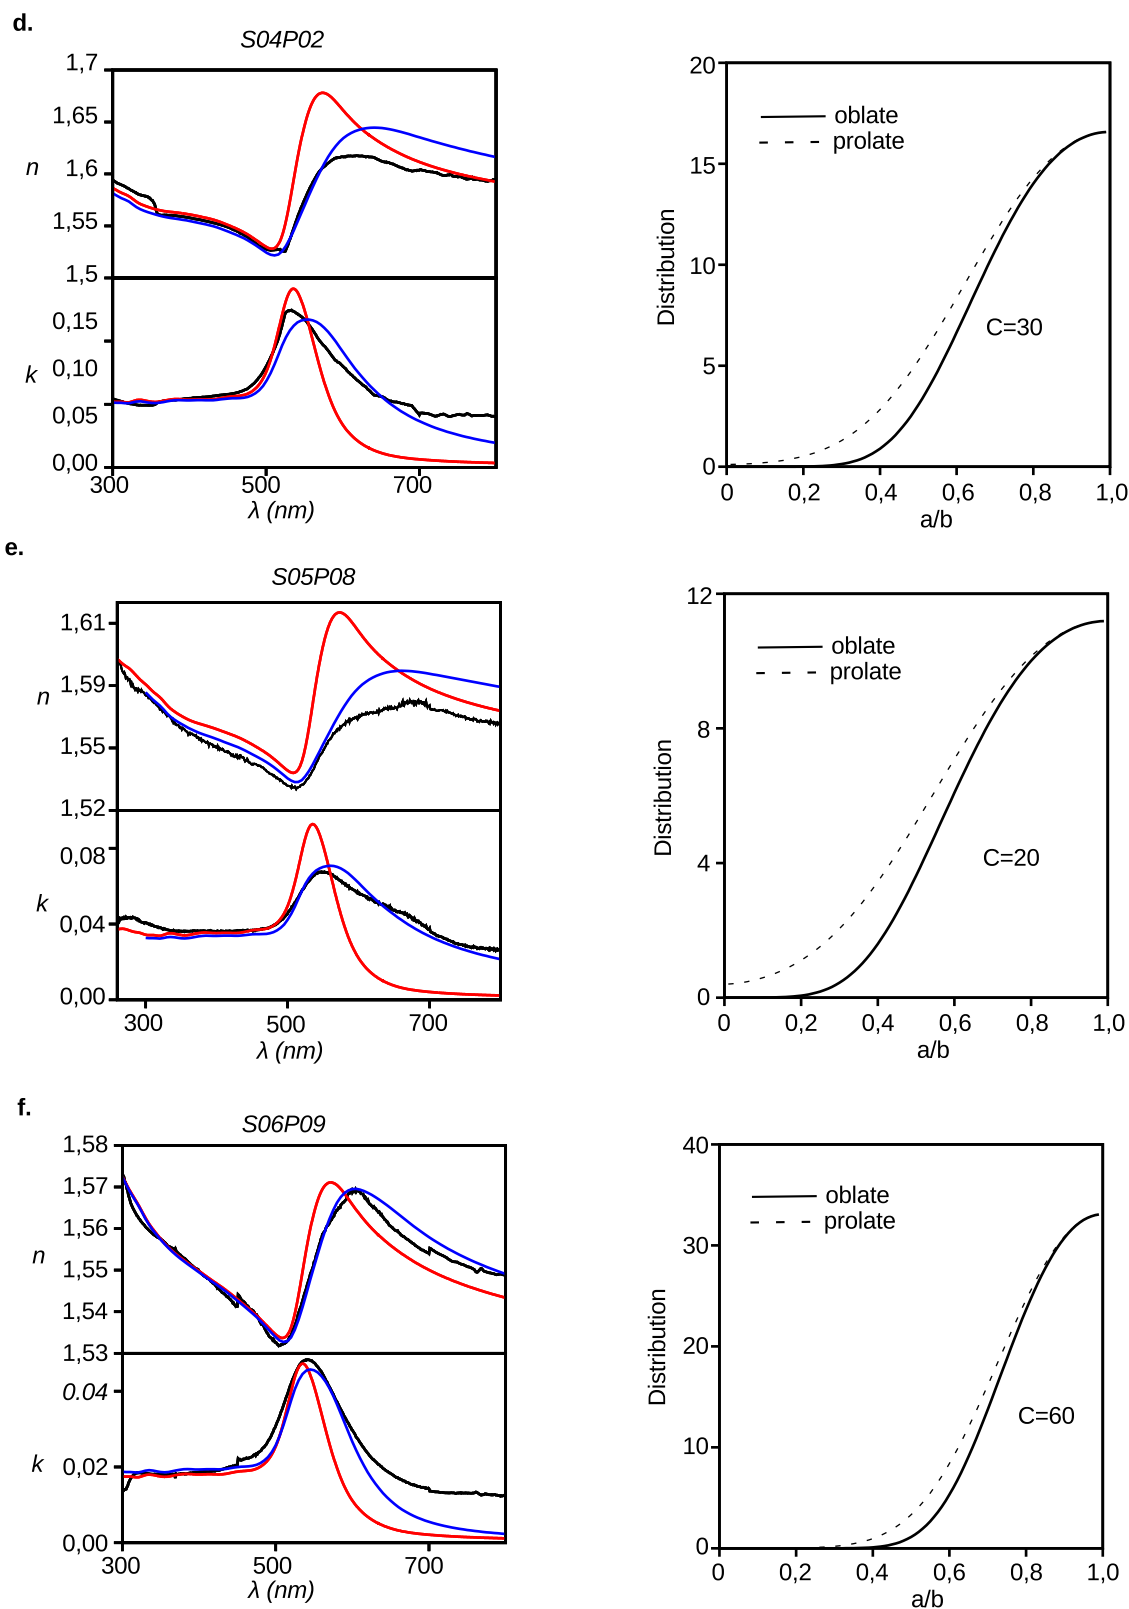 d.
S04P02
1,7
1,65
n
1,6
1,55
1,5
0,15
k
0,10
0,05
0,00
300
500
700
λ (nm)
20
15
10
5
0
Distribution
oblate
prolate
C=30
0
0,2
0,4
0,6
0,8
1,0
a/b
e.
S05P08
1,61
1.59
n
1,55
1,52
0,08
k
0.04
0,00
300
500
700
λ (nm)
12
8
4
0
Distribution
oblate
prolate
C=20
0
0,2
0,4
0,6
0,8
1,0
a/b
f.
S06P09
1,58
1,57
1,56
n
1,55
1,54
1,53
0.04
k
0,02
0,00
300
500
700
λ (nm)
40
30
20
10
0
Distribution
oblate
prolate
C=60
0
0,2
0,4
0,6
0,8
1,0
a/b